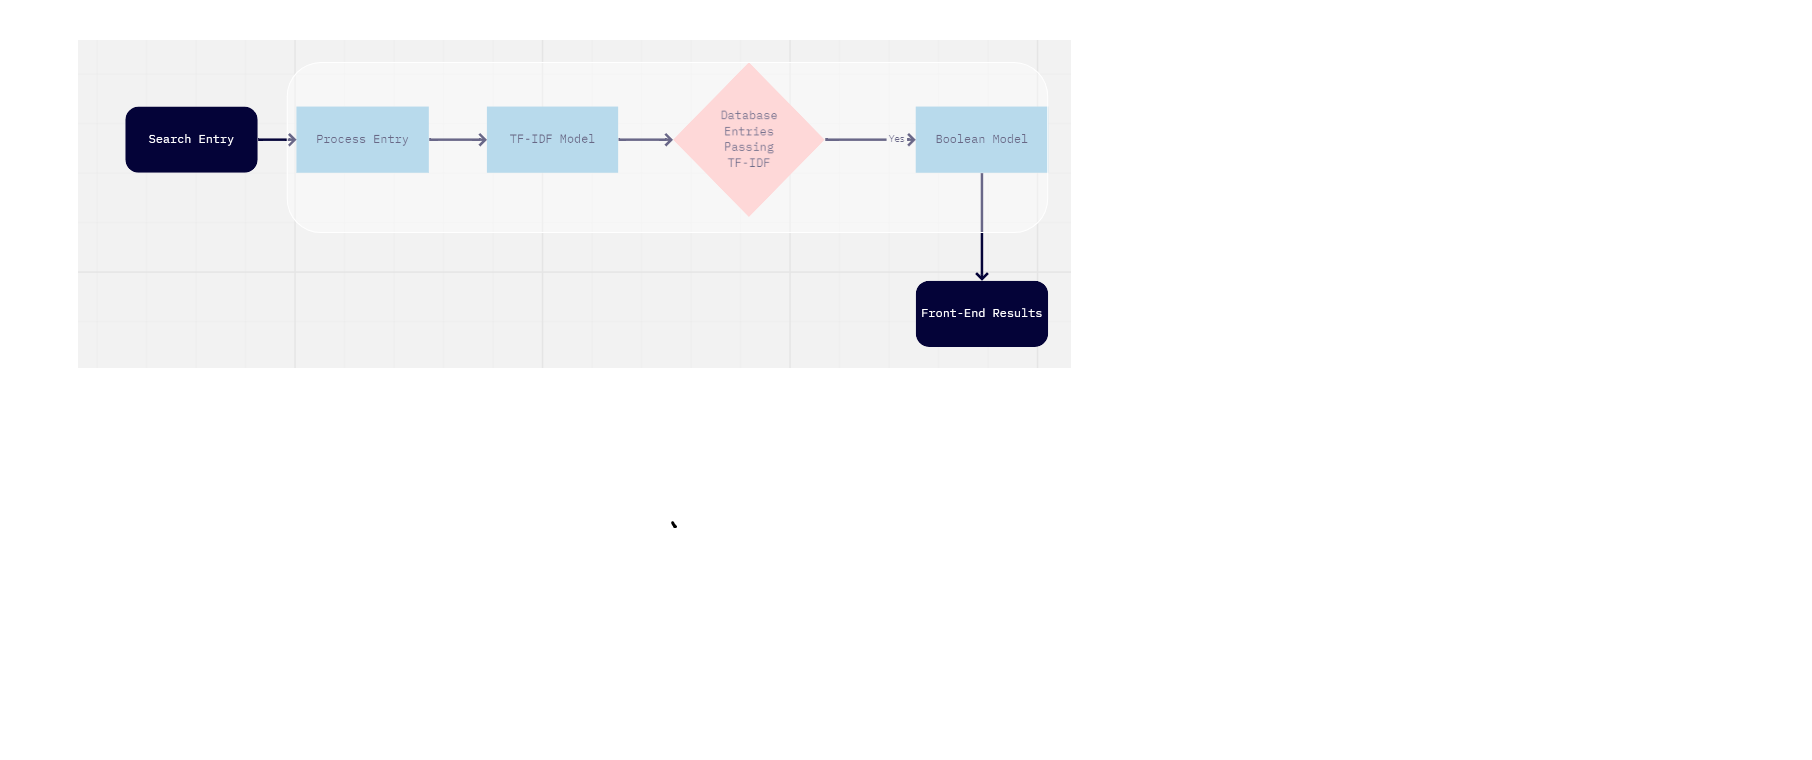 Search Entry
Process Entry
TF-IDF Model
Database
Entries
Passing
TF-IDF
Yes
Boolean Model
Front-End Results